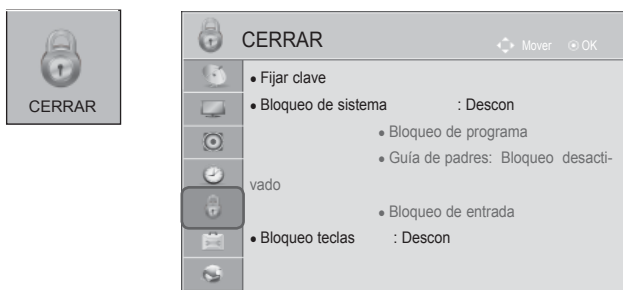 CERRAR
CERRAR
Mover OK
• Fijar clave
• Bloqueo de sistema : Descon
• Bloqueo de programa
• Guía de padres: Bloqueo desacti-
vado
• Bloqueo de entrada
• Bloqueo teclas : Descon